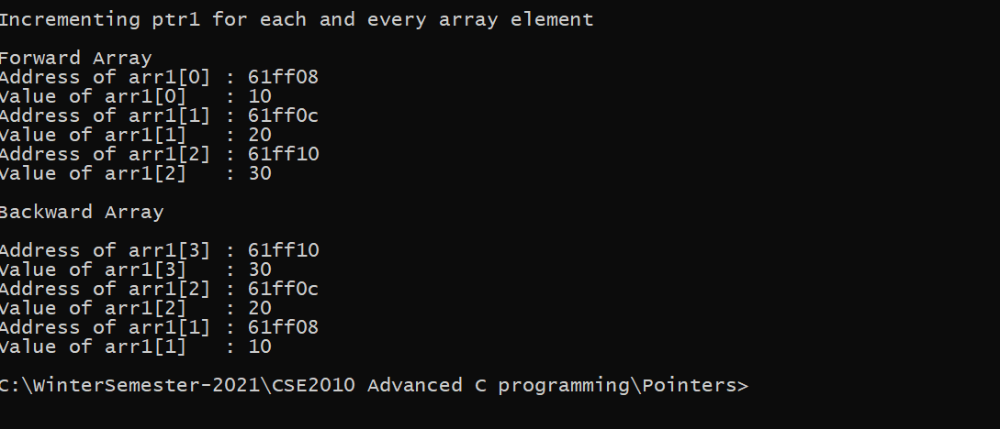 Incrementing ptr1 for each and every array element
Forward Array
Address of arr1[0] : 61ff08
Value of arr1[0]   : 10
Address of arr1[1] : 61ff0c
Value of arr1[1]   : 20
Address of arr1[2] : 61ff10
Value of arr1[2]   : 30
Backward Array
Address of arr1[3] : 61ff10
Value of arr1[3]   : 30
Address of arr1[2] : 61ff0c
Value of arr1[2]   : 20
Address of arr1[1] : 61ff08
Value of arr1[1]   : 10
C:\WinterSemester-2021\CSE2010 Advanced C programming\Pointers>